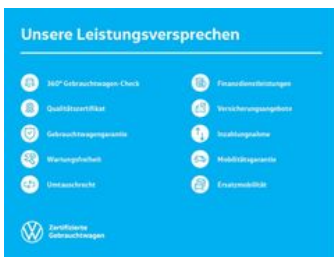 Unsere Leistungsversprechen
360° Gebrauchtwagen-Check
Qualitätszertifikat
Gebrauchtwagengarantie
Wartungsfreiheit
Umtauschrecht
Finanzdienstleistungen
Versicherungsangebote
Inzahlungnahme
Mobilitätsgarantie
Ersatzmobilität
Zertifizierte
Gebrauchtwagen